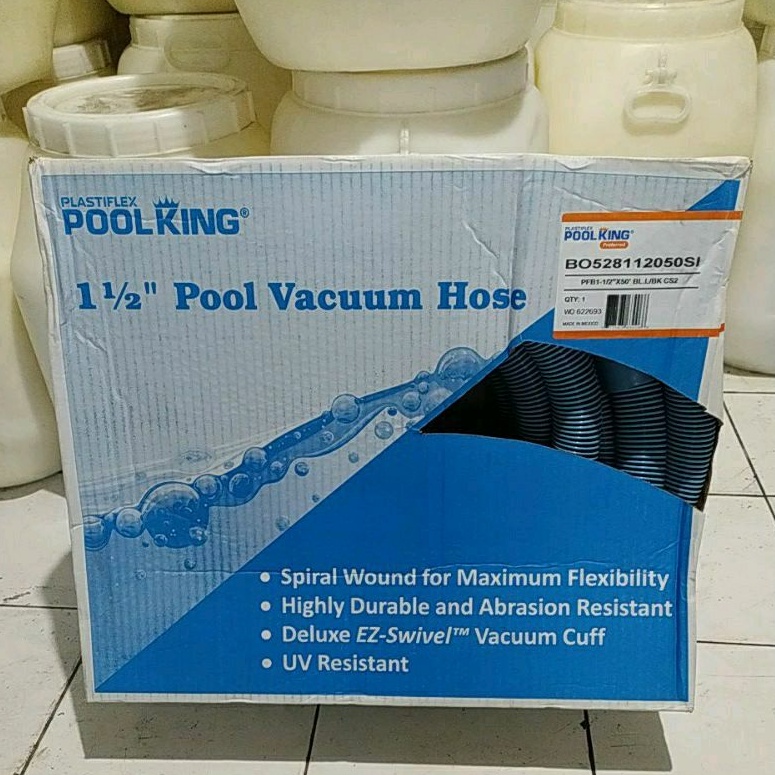 PLASTIFLEX
POOLKING®
1½" Pool Vacuum Hose
PLASTIFLEX
POOLKING®
Preferred
BO528112050SI
PFB1-1/2"X50' BL.L/BK CS2
QTY: 1
WO 622693
MADE IN MEXICO
• Spiral Wound for Maximum Flexibility
• Highly Durable and Abrasion Resistant
• Deluxe EZ-Swivel™ Vacuum Cuff
• UV Resistant